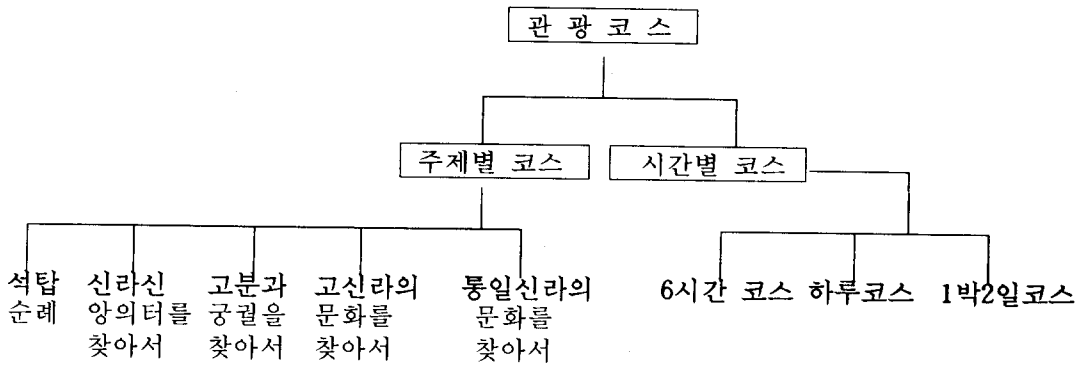 관 광 코 스
주제별 코스
시간별 코스
석탑
순례
신라신
앙의터를
찾아서
고분과
궁궐을
찾아서
고신라의
문화를
찾아서
통일신라의
문화를
찾아서
6시간 코스
하루코스
1박2일코스